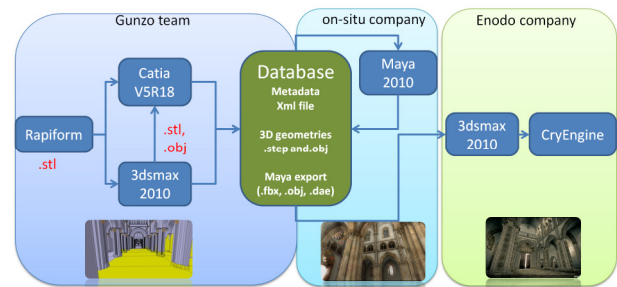 Gunzo team
on-situ company
Enodo company
Catia
V5R18
Database
Metadata
Xml file
3D geometries
.step and.obj
Maya export
(.fbx, .obj, .dae)
Maya
2010
Rapiform
.stl
.stl,
.obj
3dsmax
2010
3dsmax
2010
CryEngine